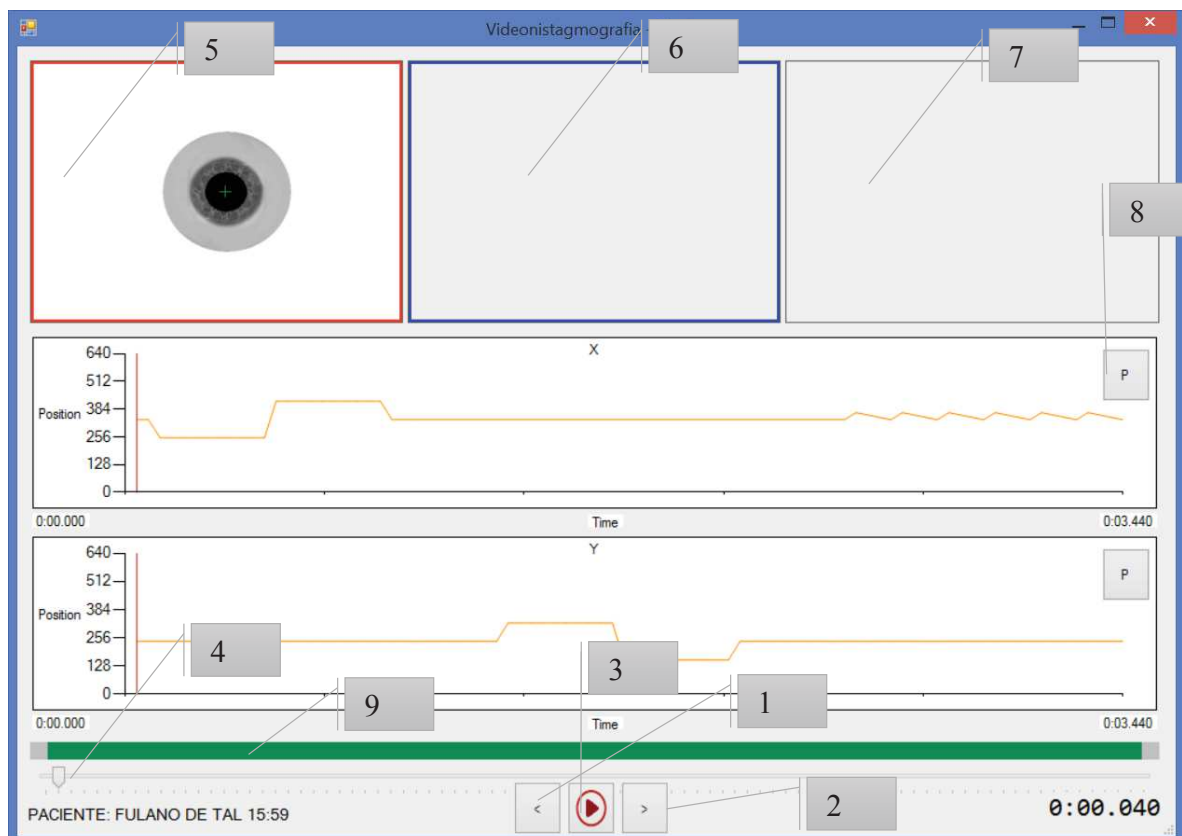 Videonistagmografia -
5
6
7
8
X
640
512
384
256
128
0
Position
P
0:00.000 Time 0:03.440
Y
640
512
384
256
128
0
Position
P
4
3
0:00.000 Time 0:03.440
9
1
2
< >
PACIENTE: FULANO DE TAL 15:59
0:00.040